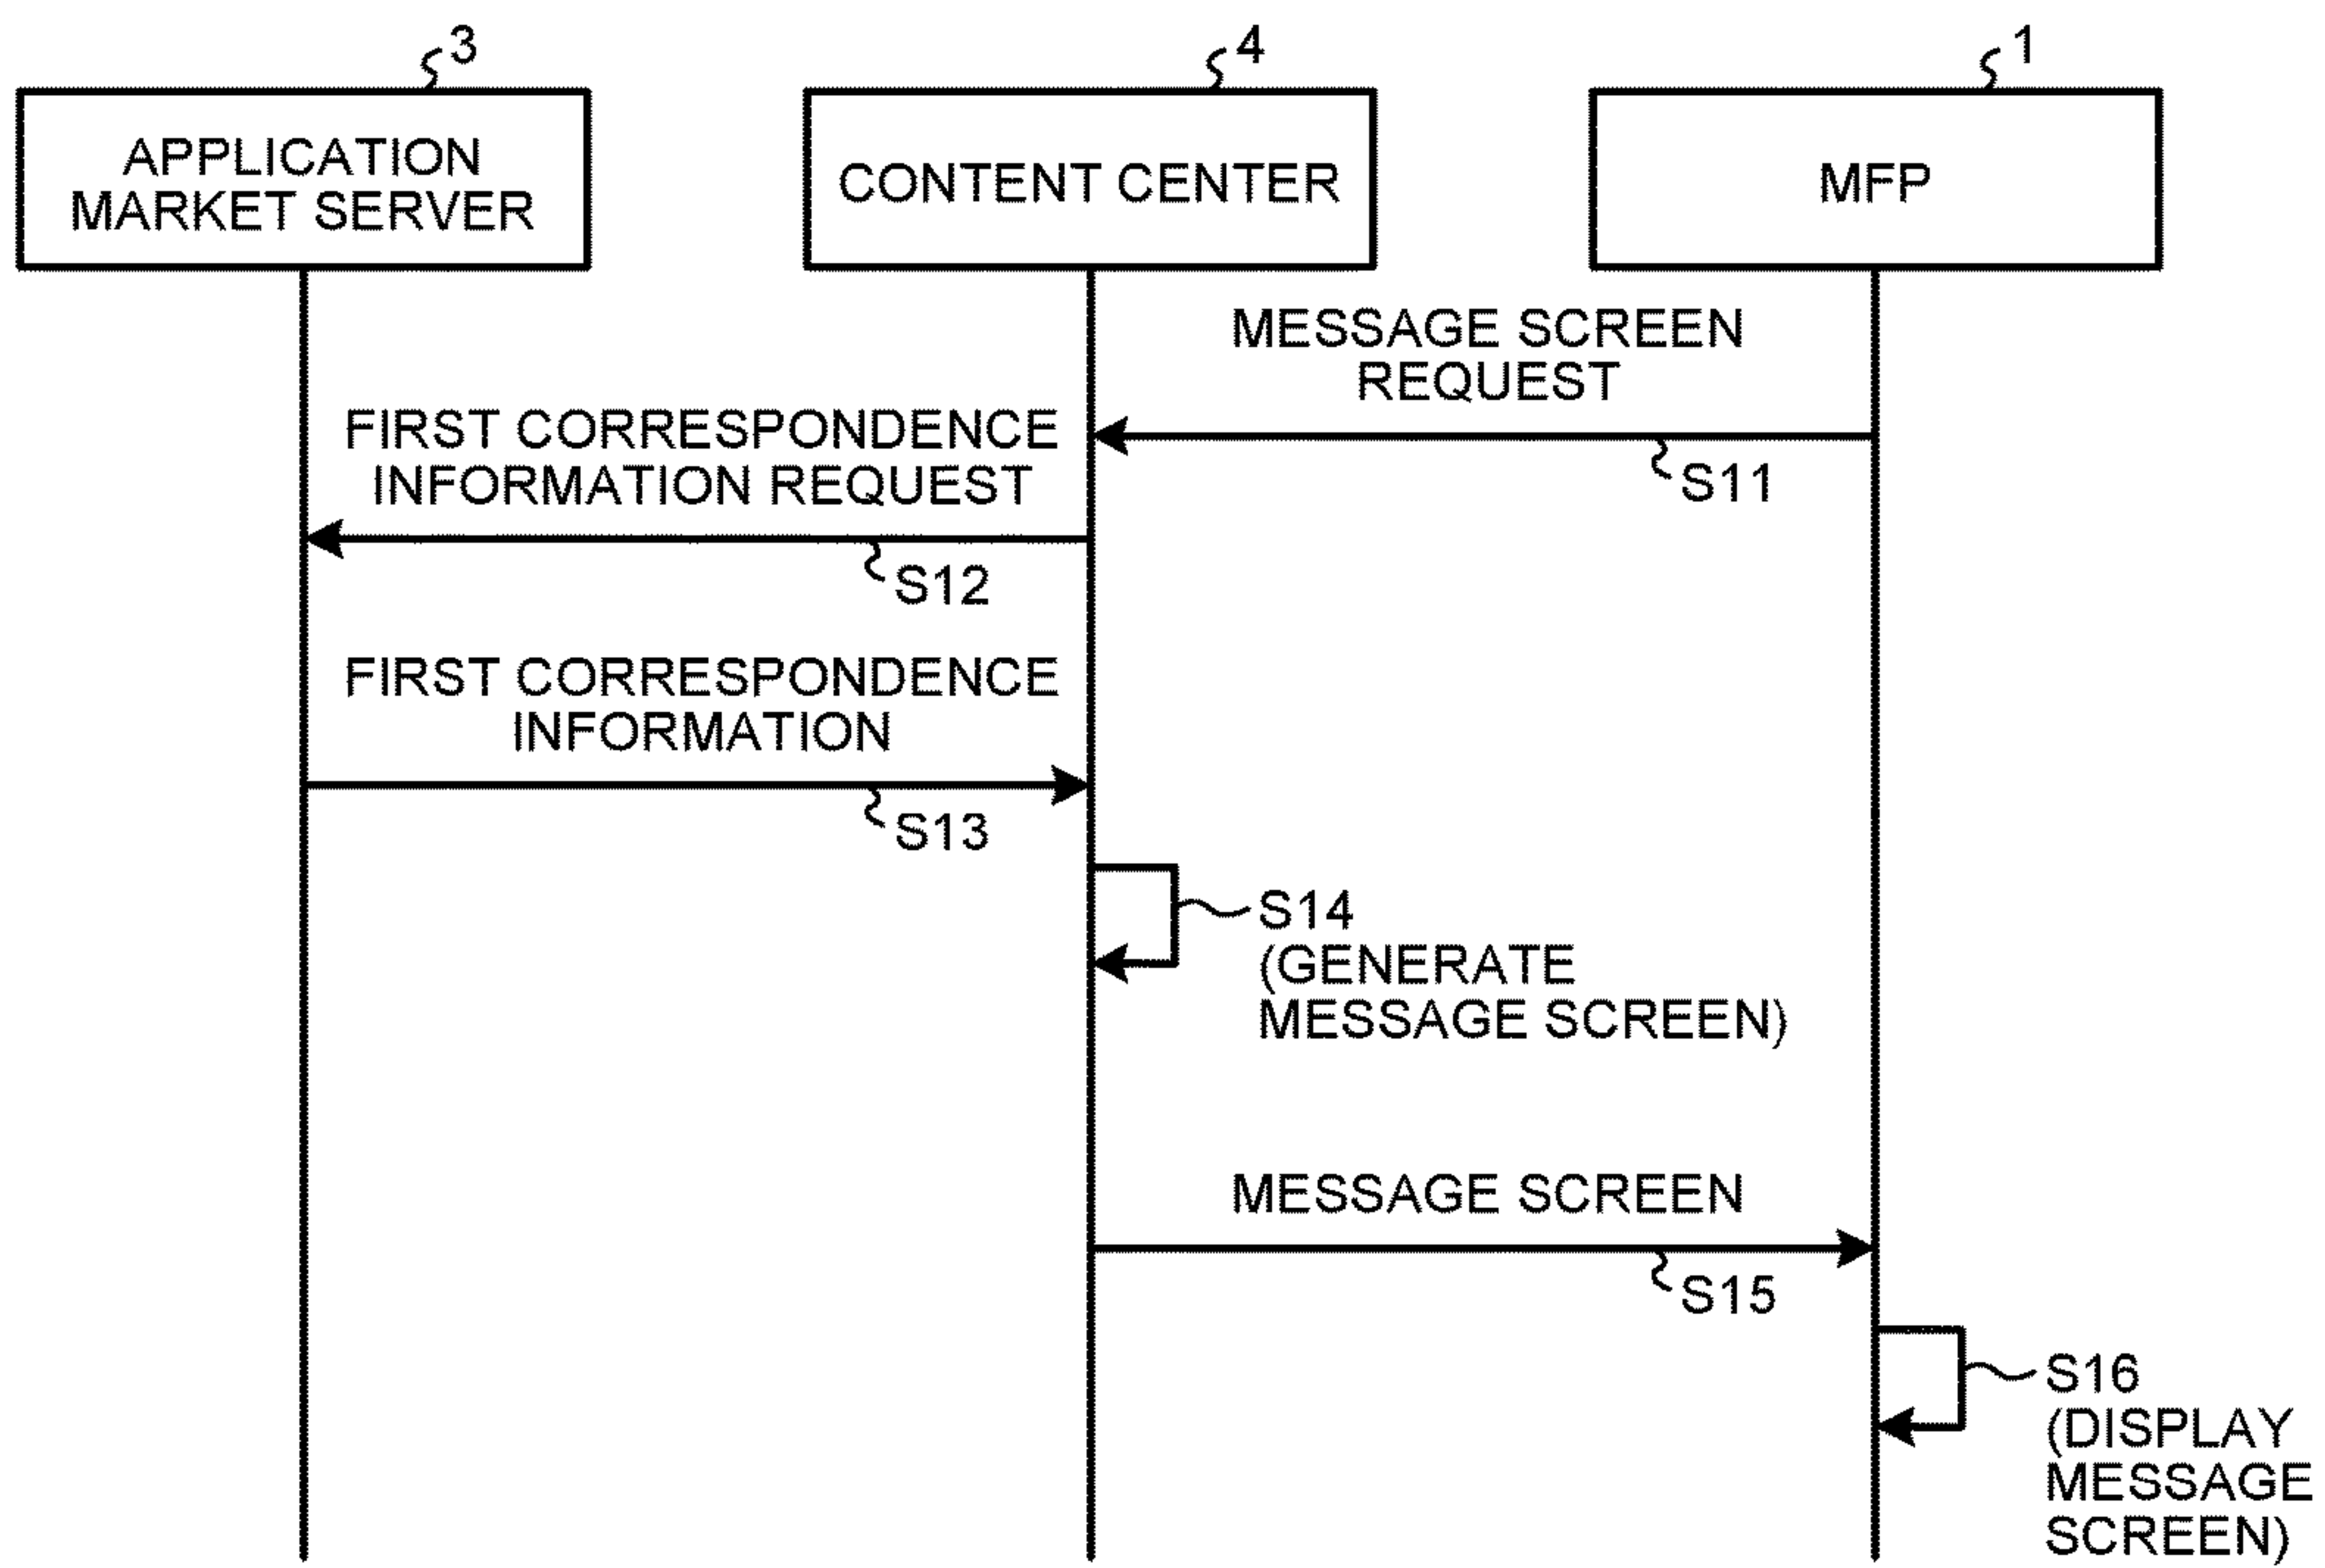 3
4
1
APPLICATION
MARKET SERVER
CONTENT CENTER
MFP
MESSAGE SCREEN
REQUEST
S11
FIRST CORRESPONDENCE
INFORMATION REQUEST
S12
FIRST CORRESPONDENCE
INFORMATION
S13
S14
(GENERATE
MESSAGE SCREEN)
MESSAGE SCREEN
S15
S16
(DISPLAY
MESSAGE
SCREEN)